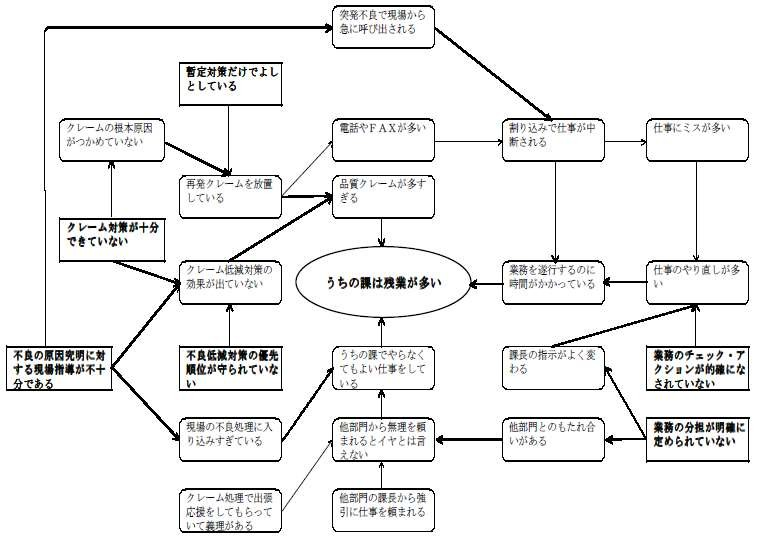 突発不良で現場から
急に呼び出される
暫定対策だけでよし
としている
クレームの根本原因
がつかめていない
電話やＦＡＸが多い
割り込みで仕事が中
断される
仕事にミスが多い
再発クレームを放置
している
品質クレームが多す
ぎる
クレーム対策が十分
できていない
クレーム低減対策の
効果が出ていない
うちの課は残業が多い
業務を遂行するのに
時間がかかっている
仕事のやり直しが多
い
不良の原因究明に対
する現場指導が不十
分である
不良低減対策の優先
順位が守られていな
い
うちの課でやらなく
てもよい仕事をして
いる
課長の指示がよく変
わる
業務のチェック・ア
クションが的確にな
されていない
現場の不良処理に入
り込みすぎている
他部門から無理を頼
まれるとイヤとは言
えない
他部門とのもたれ合
いがある
業務の分担が明確に
定められていない
クレーム処理で出張
応援をしてもらって
いて義理がある
他部門の課長から強
引に仕事を頼まれる